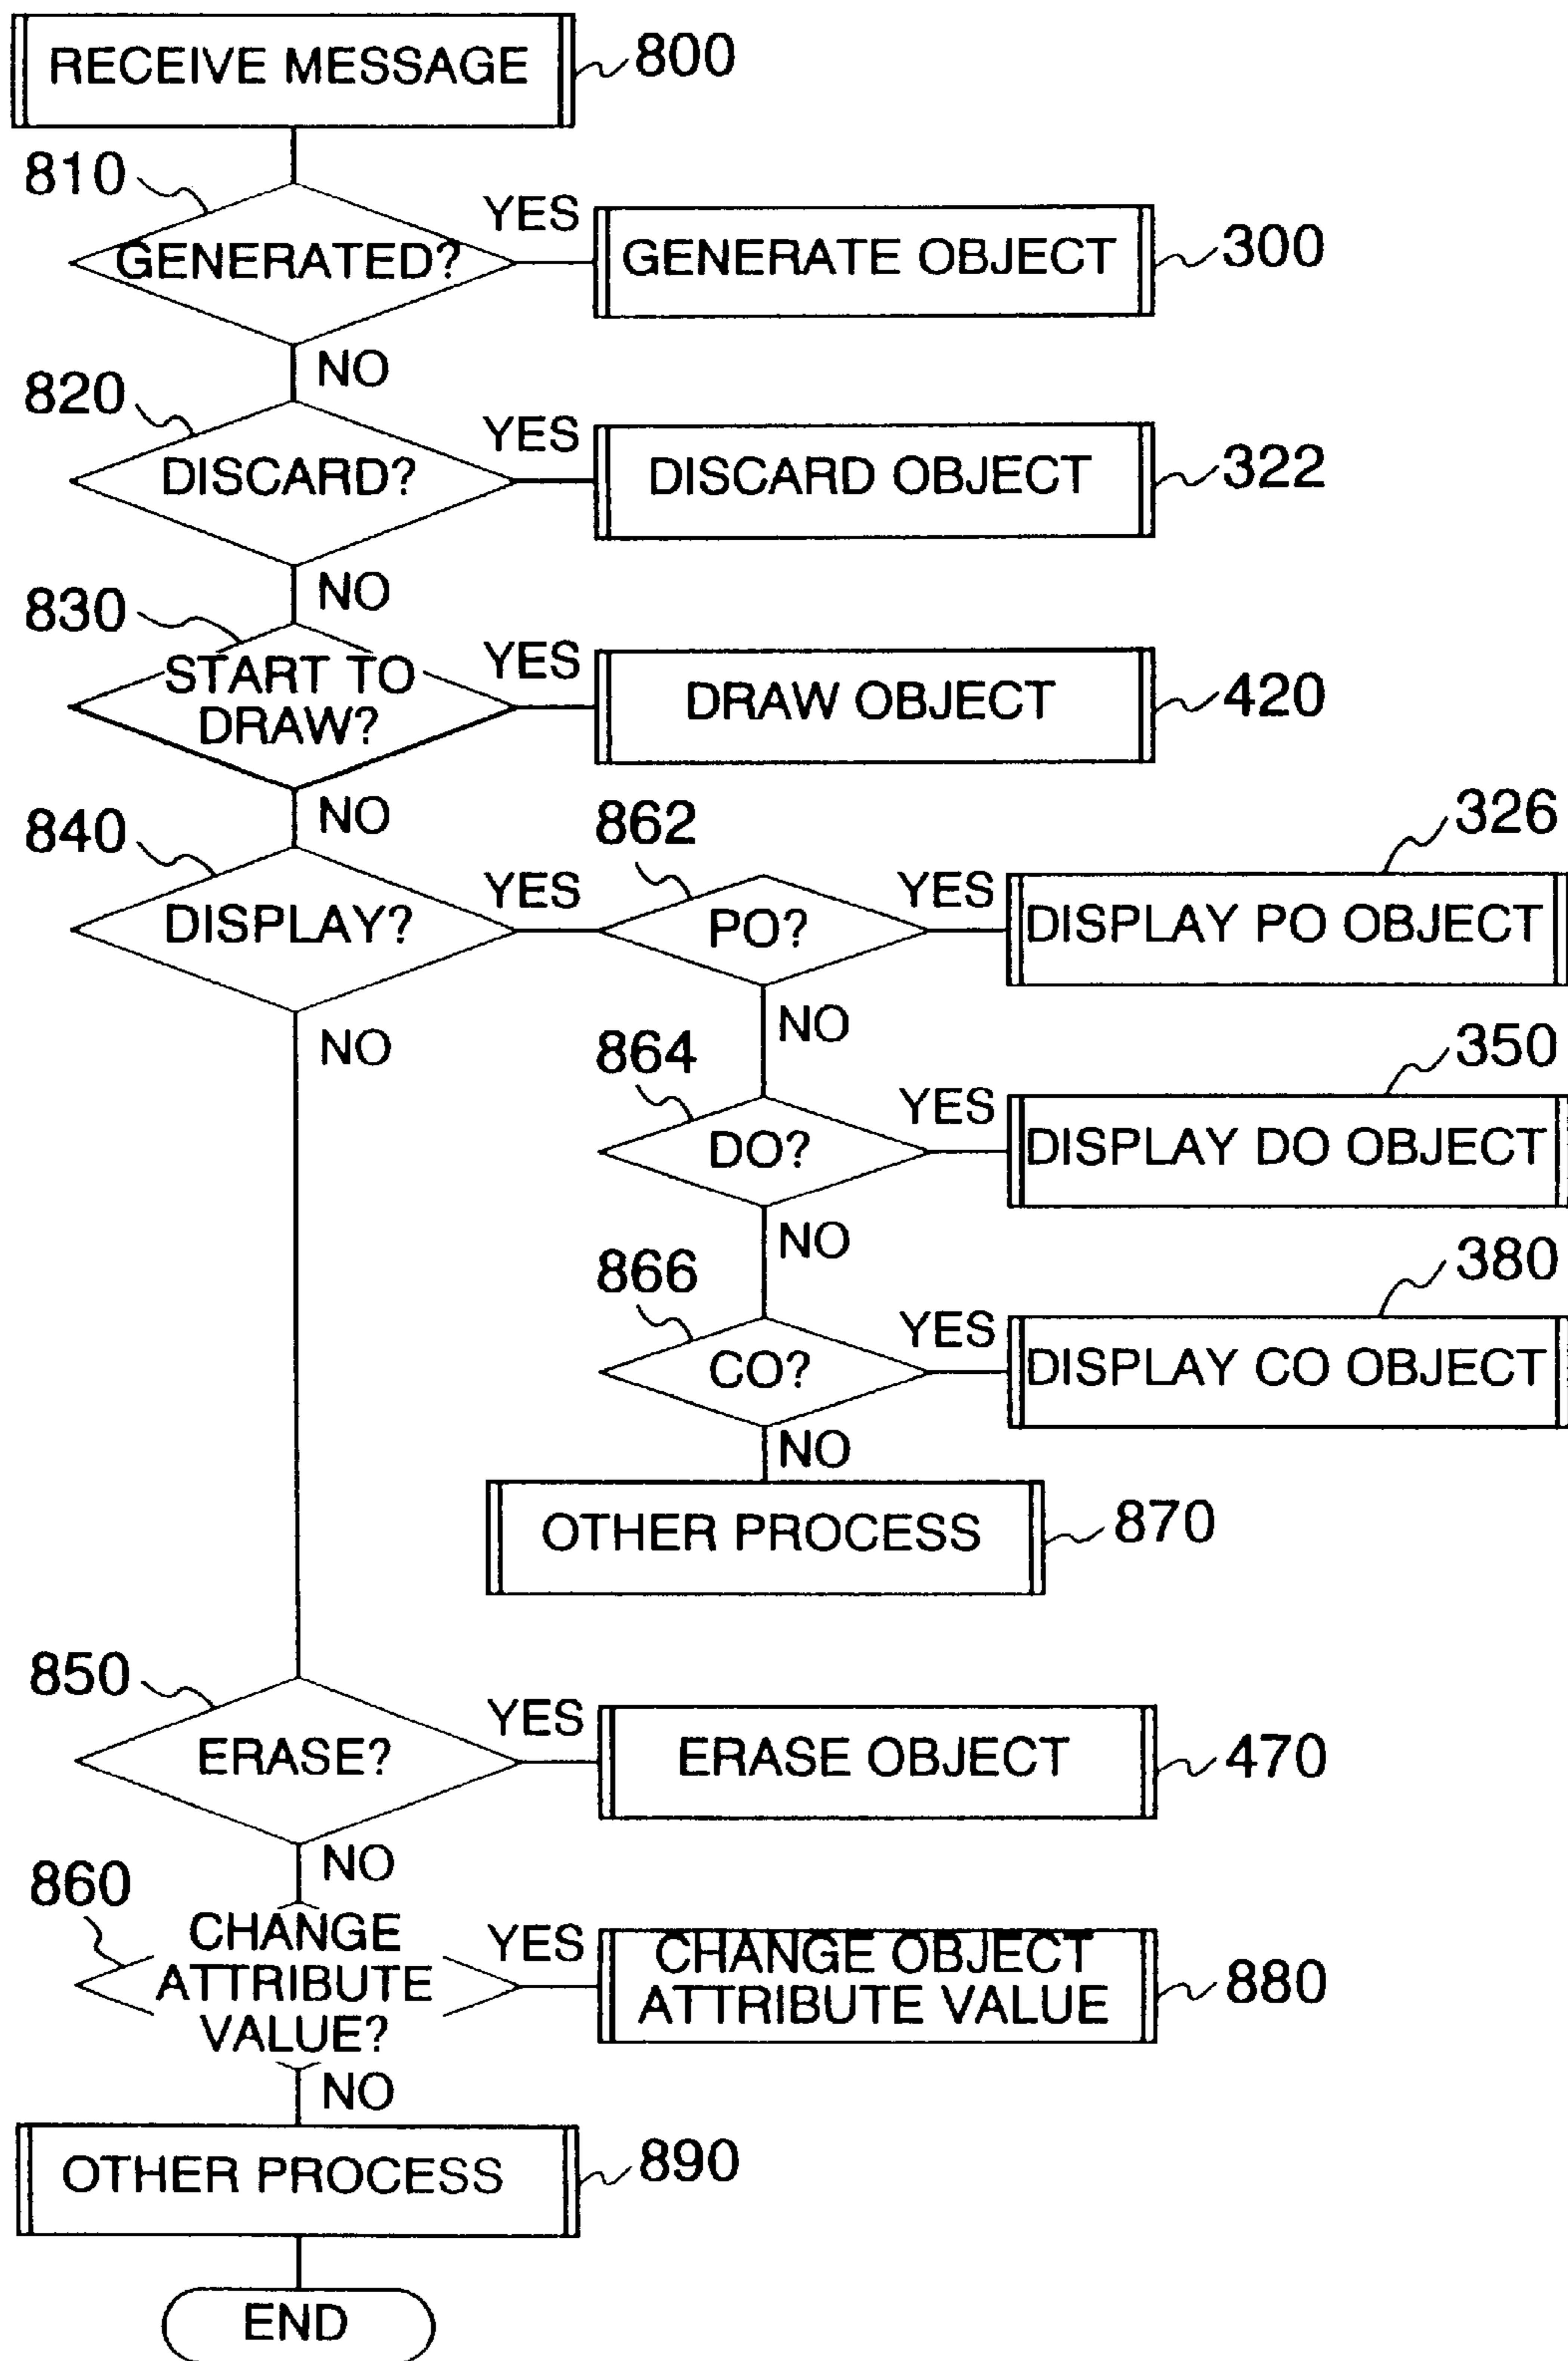 RECEIVE MESSAGE
800
810
GENERATED?
YES
GENERATE OBJECT
300
NO
820
DISCARD?
YES
DISCARD OBJECT
322
NO
830
START TO
DRAW?
YES
DRAW OBJECT
420
NO
840
DISPLAY?
YES
862
PO?
YES
DISPLAY PO OBJECT
326
NO
NO
864
DO?
YES
DISPLAY DO OBJECT
350
NO
866
CO?
YES
DISPLAY CO OBJECT
380
NO
OTHER PROCESS
870
850
ERASE?
YES
ERASE OBJECT
470
NO
860
CHANGE
ATTRIBUTE
VALUE?
YES
CHANGE OBJECT
ATTRIBUTE VALUE
880
NO
OTHER PROCESS
890
END